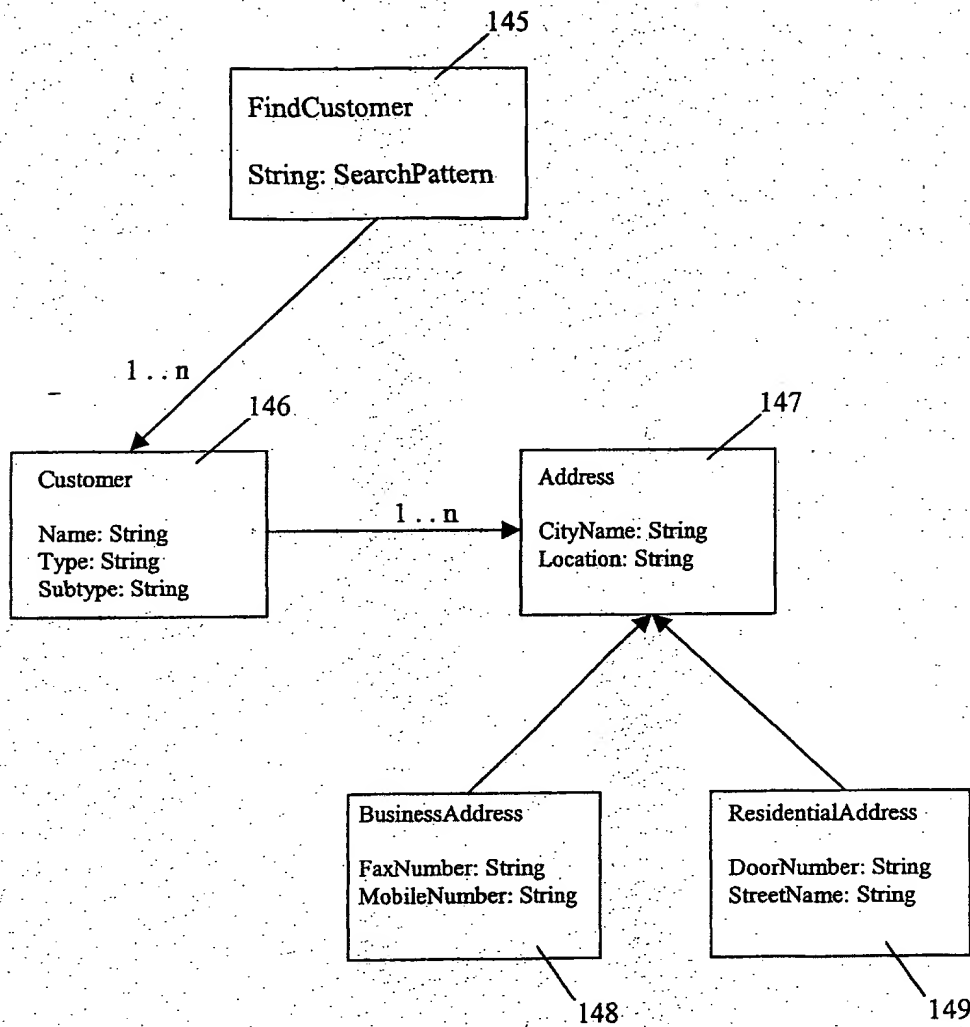 145
FindCustomer
String: SearchPattern
1 . . n
146
Customer
Name: String
Type: String
Subtype: String
1 . . n
147
Address
CityName: String
Location: String
BusinessAddress
FaxNumber: String
MobileNumber: String
148
ResidentialAddress
DoorNumber: String
StreetName: String
149